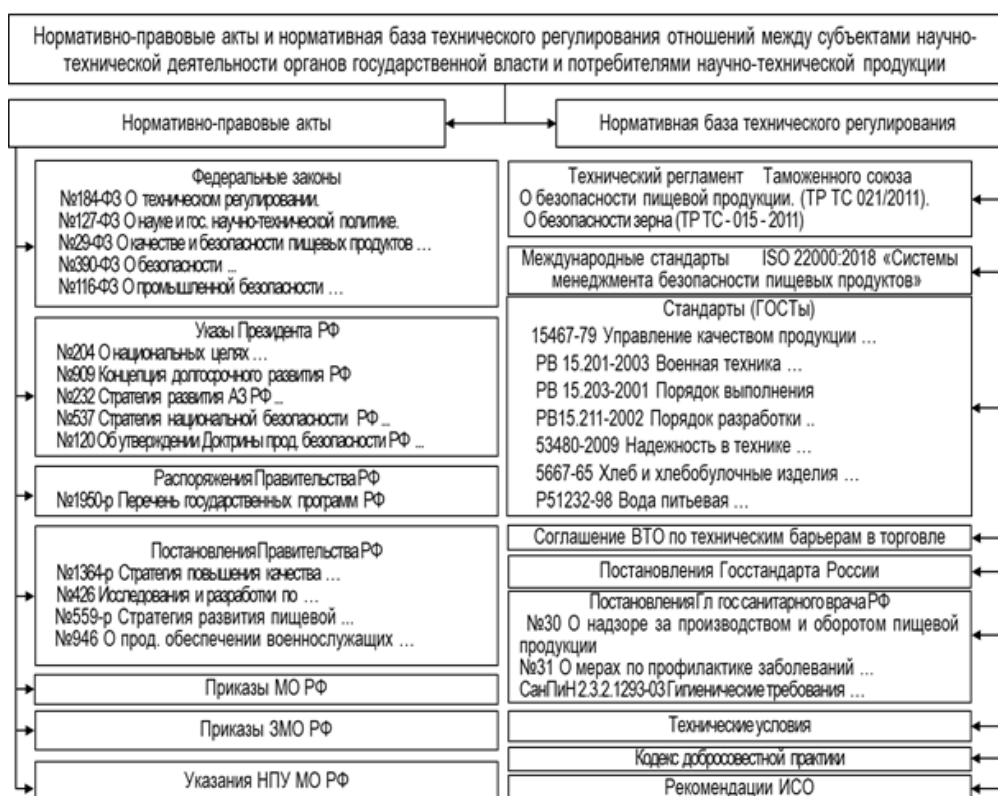 Нормативно-правовые акты и нормативная база технического регулирования отношений между субъектами научно-
технической деятельности органов государственной власти и потребителями научно-технической продукции
Нормативно-правовые акты
Нормативная база технического регулирования
Федеральные законы
№184-ФЗ О техническом регулировании.
№127-ФЗ О науке и гос. научно-технической политике.
№29-ФЗ О качестве и безопасности пищевых продуктов ...
№390-ФЗ О безопасности ...
№116-ФЗ О промышленной безопасности ...
Указы Президента РФ
№204 О национальных целях ...
№909 Концепция долгосрочного развития РФ
№232 Стратегия развития АЗ РФ ...
№537 Стратегия национальной безопасности РФ ...
№120 Об утверждении Доктрины прод. безопасности РФ ...
Распоряжения Правительства РФ
№1950-р Перечень государственных программ РФ
Постановления Правительства РФ
№1364-р Стратегия повышения качества ...
№426 Исследования и разработки по ...
№559-р Стратегия развития пищевой ...
№946 О прод. обеспечении военнослужащих ...
Приказы МО РФ
Приказы ЗМО РФ
Указания НПУ МО РФ
Технический регламент Таможенного союза
О безопасности пищевой продукции. (ТР ТС 021/2011).
О безопасности зерна (ТР ТС - 015 - 2011)
Международные стандарты ISO 22000:2018 «Системы
менеджмента безопасности пищевых продуктов»
Стандарты (ГОСТы)
15467-79 Управление качеством продукции ...
РВ 15.201-2003 Военная техника ...
РВ 15.203-2001 Порядок выполнения
РВ15.211-2002 Порядок разработки ..
53480-2009 Надежность в технике ...
5667-65 Хлеб и хлебобулочные изделия ...
Р51232-98 Вода питьевая ...
Соглашение ВТО по техническим барьерам в торговле
Постановления Госстандарта России
Постановления Гл гос санитарного врача РФ
№30 О надзоре за производством и оборотом пищевой
продукции
№31 О мерах по профилактике заболеваний ...
СанПиН 2.3.2.1293-03 Гигиенические требования ...
Технические условия
Кодекс добросовестной практики
Рекомендации ИСО